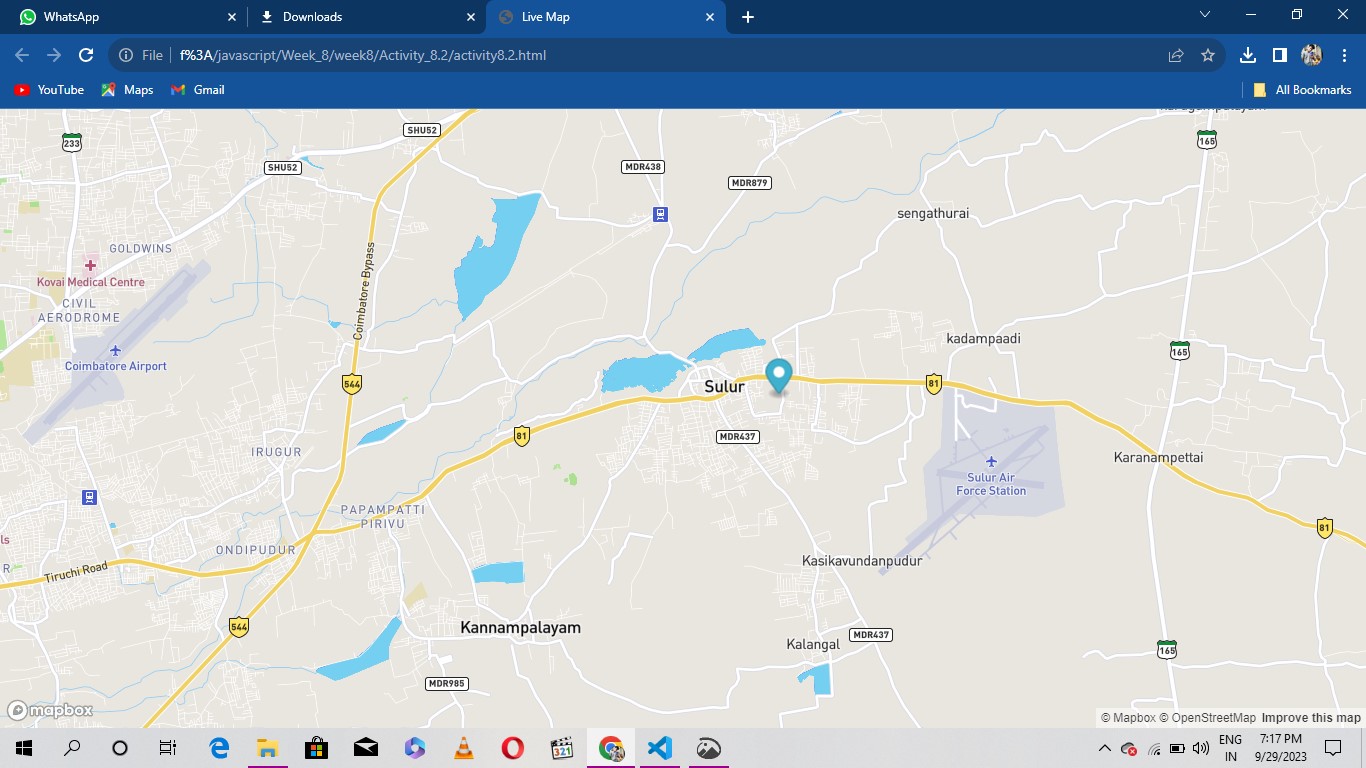 WhatsApp
Downloads
Live Map
File
f%3A/javascript/Week_8/week8/Activity_8.2/activity8.2.html
YouTube
Maps
Gmail
All Bookmarks
SHU52
233
165
SHU52
MDR438
MDR879
sengathurai
GOLDWINS
Kovai Medical Centre
CIVIL
AERODROME
Coimbatore Bypass
kadampaadi
165
Coimbatore Airport
544
Sulur
81
81
MDR437
IRUGUR
Karanampettai
Sulur Air
Force Station
PAPAMPATTI
PIRIVU
81
ls
ONDIPUDUR
Kasikavundanpudur
R
Tiruchi Road
544
Kannampalayam
MDR437
Kalangal
165
MDR985
mapbox
© Mapbox © OpenStreetMap Improve this map
321
ENG
IN
7:17 PM
9/29/2023